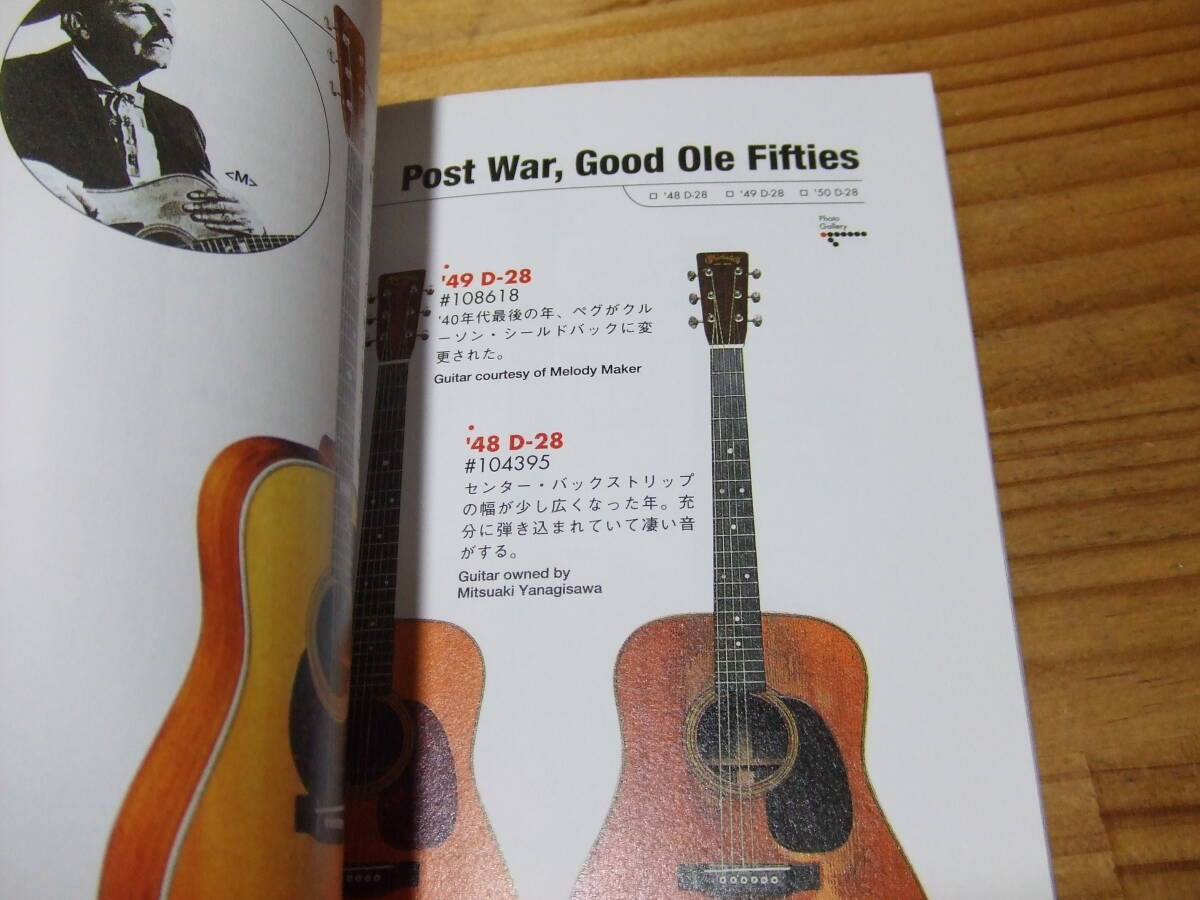 <M>
Post War, Good Ole Fifties
'48 D-28 '49 D-28 '50 D-28
Photo
Gallery
'49 D-28
#108618
'40年代最後の年、ペグがクル
ーソン・シールドバックに変
更された。
Guitar courtesy of Melody Maker
'48 D-28
#104395
センター・バックストリップ
の幅が少し広くなった年。充
分に弾き込まれていて凄い音
がする。
Guitar owned by
Mitsuaki Yanagisawa